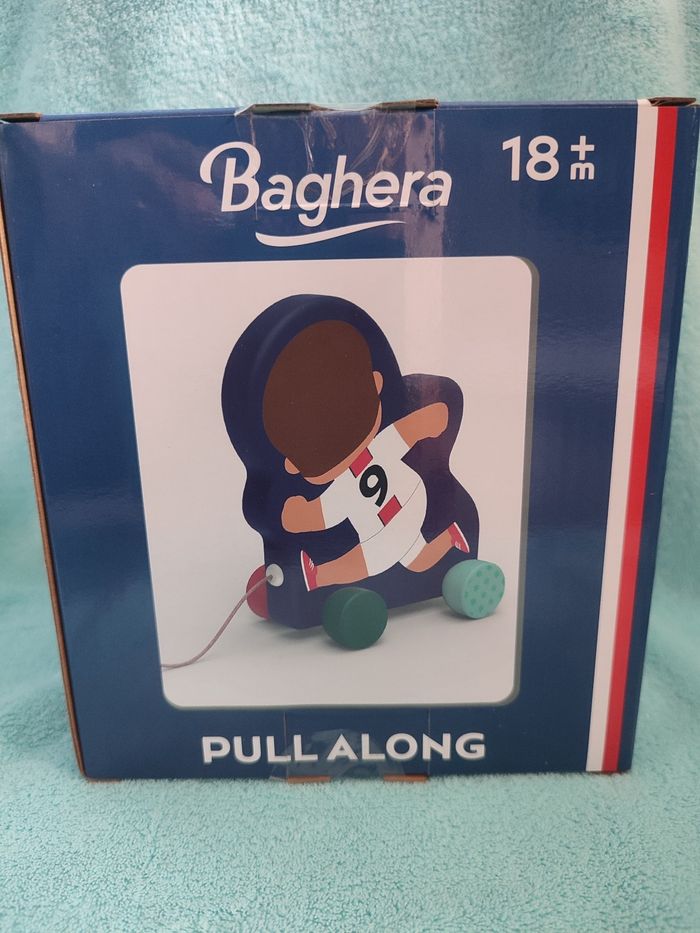 Baghera
18 + m
9
PULL ALONG